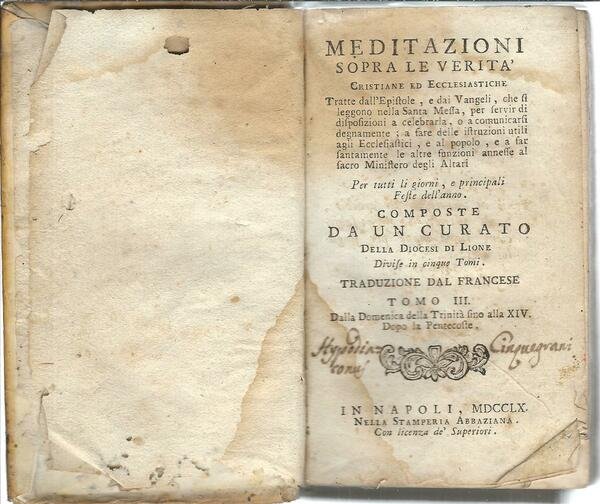 MEDITAZIONI
SOPRA LE VERITA'
CRISTIANE ED ECCLESIASTICHE
Tratte dall'Epistole, e dai Vangeli, che si
leggono nella Santa Messa, per servir di
disposizioni a celebrarla, o a comunicarsi
degnamente; a fare delle istruzioni utili
agli Ecclesiastici, e al popolo, e a far
santamente le altre funzioni annesse al
sacro Ministero degli Altari
Per tutti li giorni, e principali
Feste dell'anno.
COMPOSTE
DA UN CURATO
DELLA DIOCESI DI LIONE
Divise in cinque Tomi.
TRADUZIONE DAL FRANCESE
TOMO III.
Dalla Domenica della Trinità sino alla XIV.
Dopo la Pentecoste.
Cinquegrani
IN NAPOLI, MDCCLX.
NELLA STAMPERIA ABBAZIANA.
Con licenza de' Superiori.